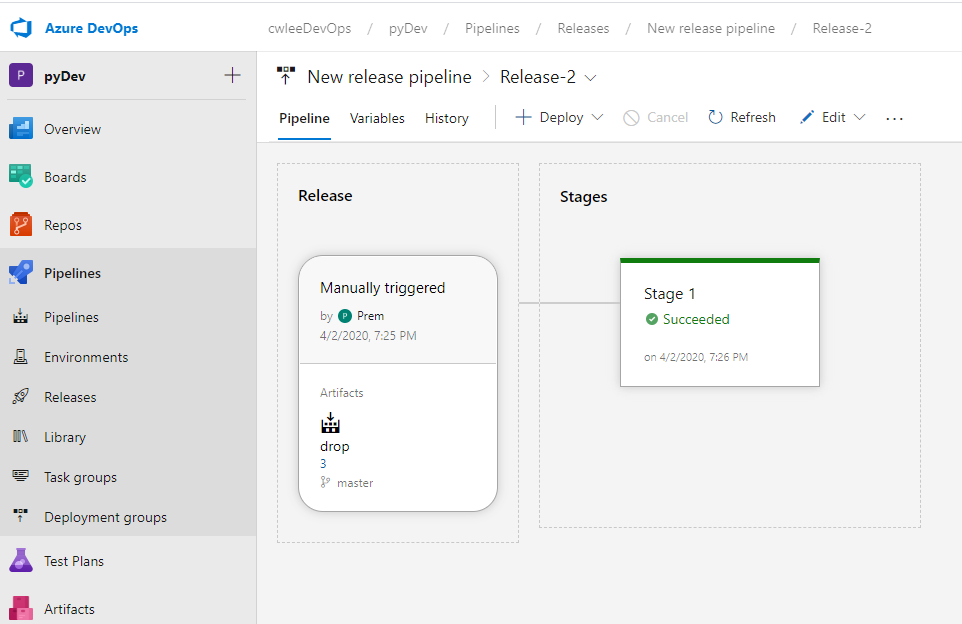 Azure DevOps
cwleeDevOps / pyDev / Pipelines / Releases / New release pipeline / Release-2
P pyDev
Overview
Boards
Repos
Pipelines
Pipelines
Environments
Releases
Library
Task groups
Deployment groups
Test Plans
Artifacts
New release pipeline > Release-2
Pipeline Variables History Deploy Cancel Refresh Edit ...
Release
Manually triggered
by P Prem
4/2/2020, 7:25 PM
Artifacts
drop
3
master
Stages
Stage 1
Succeeded
on 4/2/2020, 7:26 PM